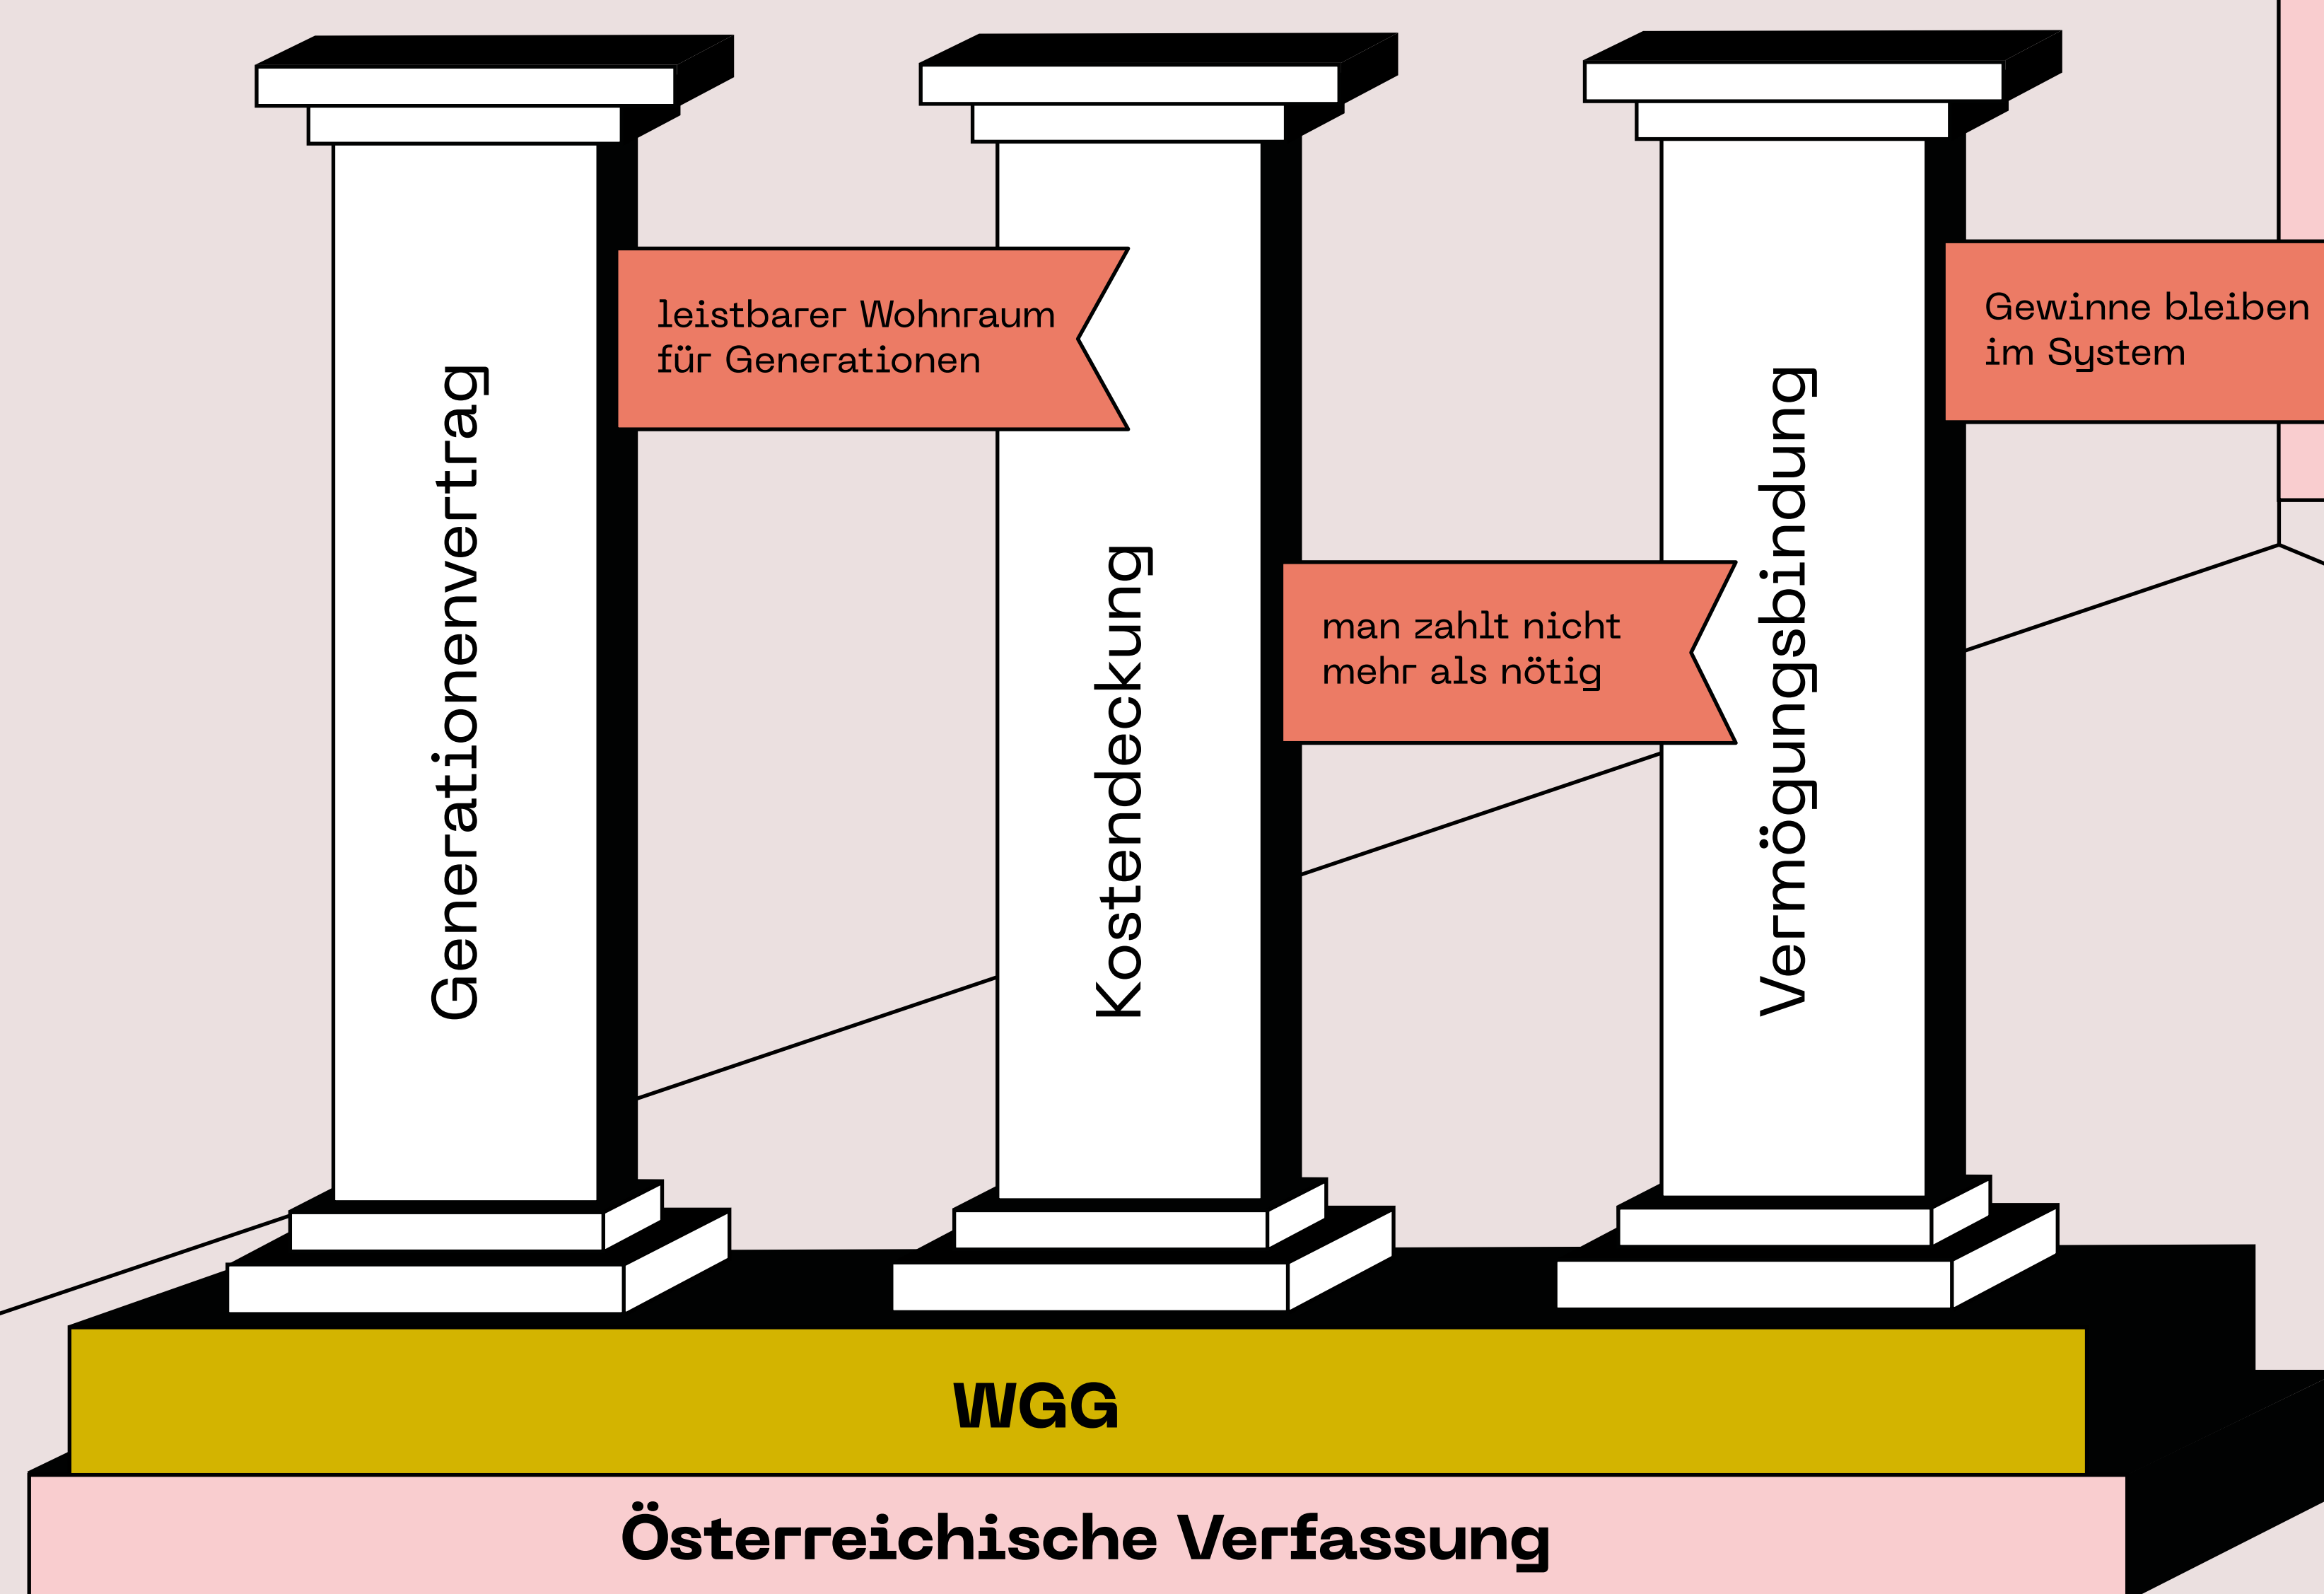 Generationenvertrag
leistbarer Wohnraum
für Generationen
Kostendeckung
man zahlt nicht
mehr als nötig
Vermögungsbindung
Gewinne bleiben
im System
WGG
Österreichische Verfassung